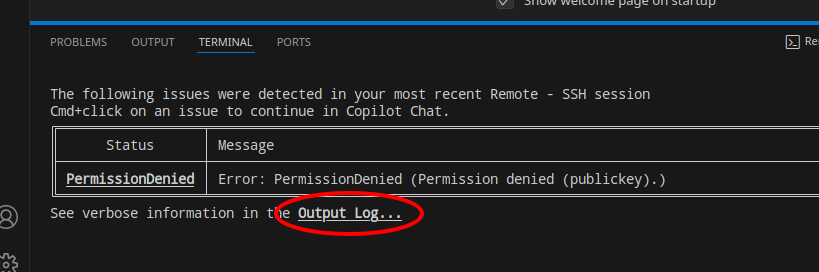 Show welcome page on startup
PROBLEMS OUTPUT TERMINAL PORTS
The following issues were detected in your most recent Remote - SSH session
Cmd+click on an issue to continue in Copilot Chat.
Status Message
PermissionDenied Error: PermissionDenied (Permission denied (publickey).)
See verbose information in the Output Log...